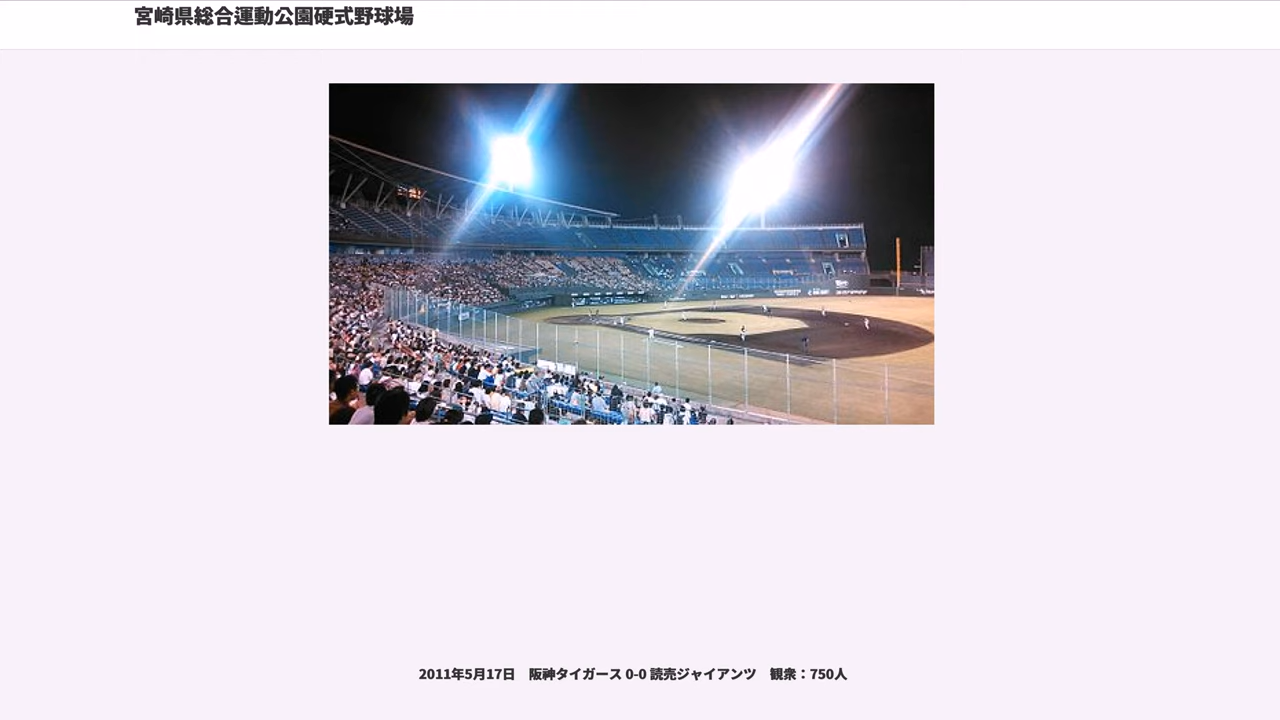 宮崎県総合運動公園硬式野球場
2011年5月17日　阪神タイガース 0-0 読売ジャイアンツ　観衆：750人